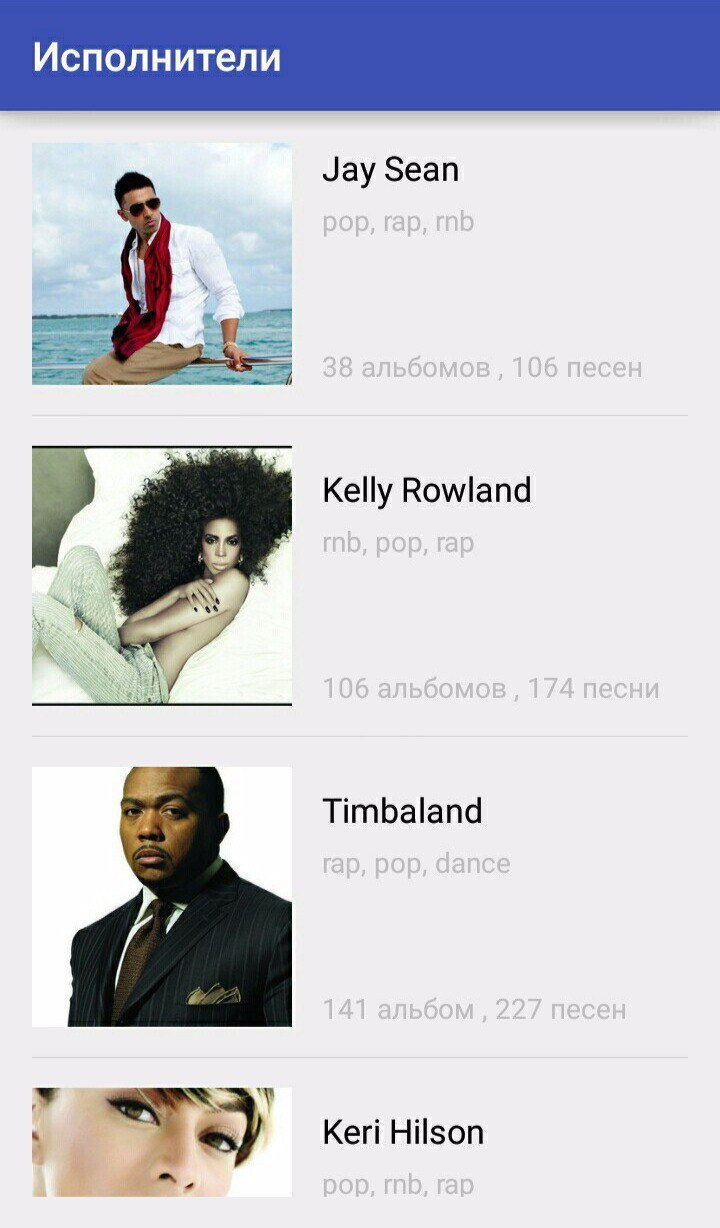 Исполнители
Jay Sean
pop, rap, rnb
38 альбомов , 106 песен
Kelly Rowland
rnb, pop, rap
106 альбомов , 174 песни
Timbaland
rap, pop, dance
141 альбом , 227 песен
Keri Hilson
pop, rnb, rap